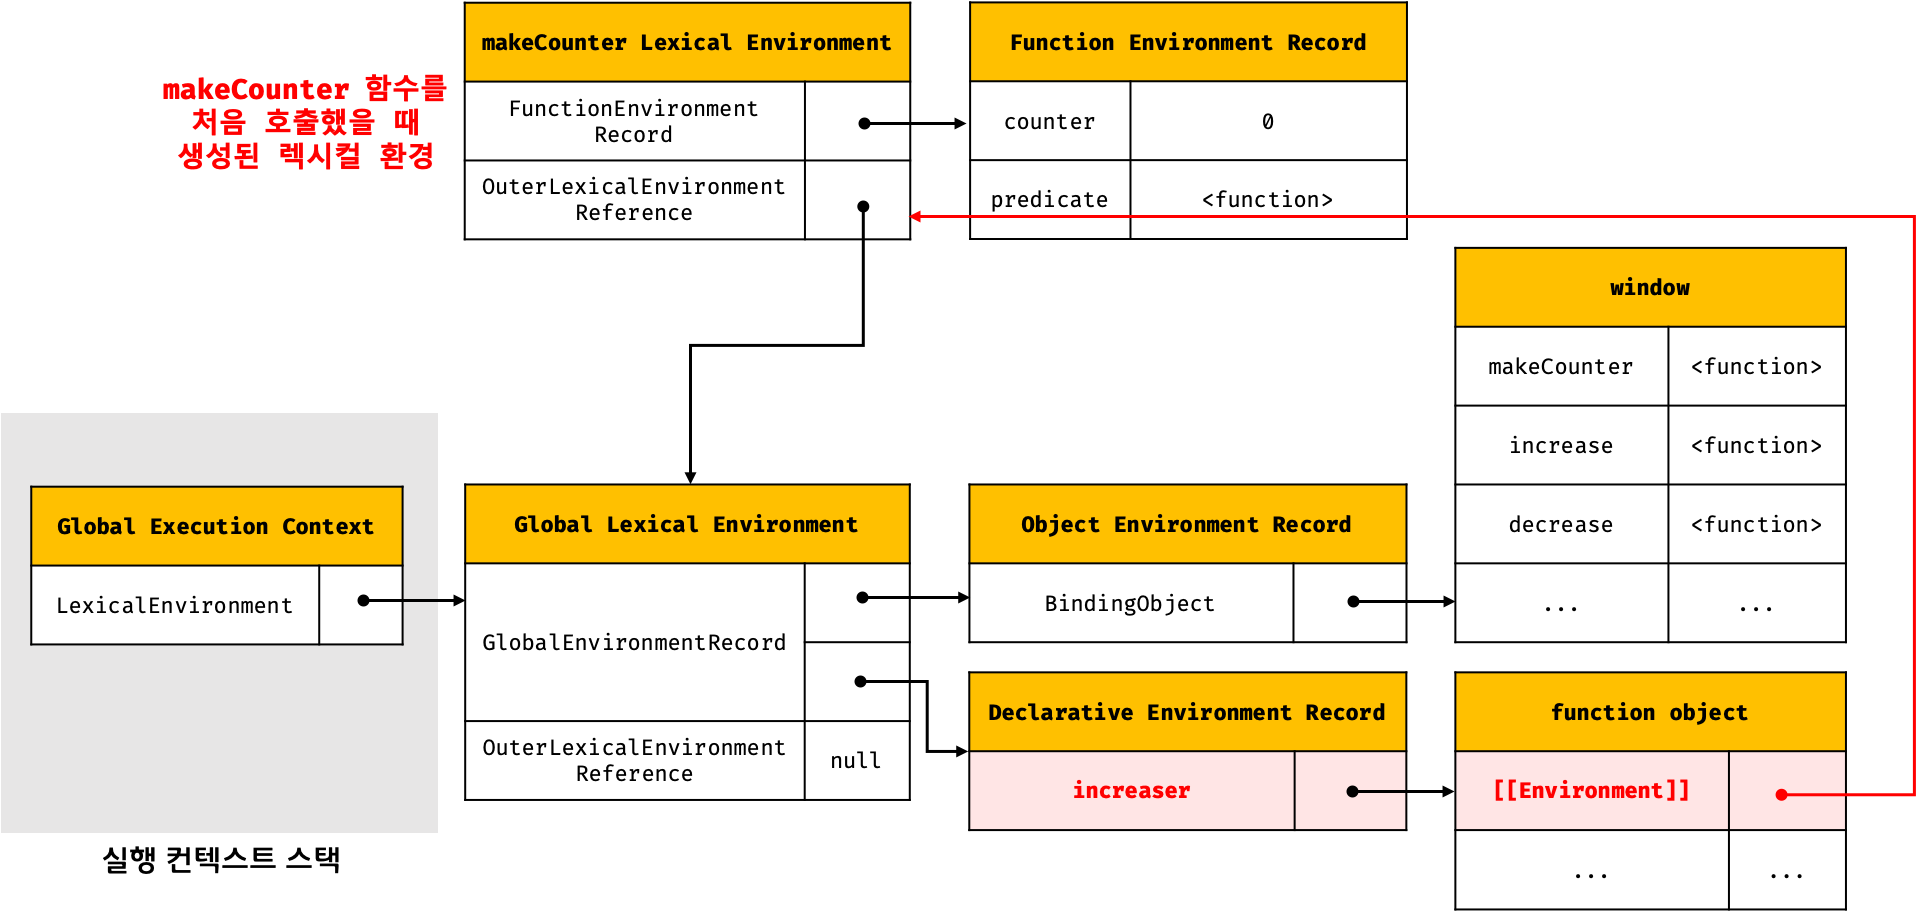 makeCounter 함수를
처음 호출했을 때
생성된 렉시컬 환경
makeCounter Lexical Environment
FunctionEnvironment
Record
OuterLexicalEnvironment
Reference
Function Environment Record
counter 0
predicate <function>
window
makeCounter <function>
increase <function>
decrease <function>
... ...
Global Execution Context
LexicalEnvironment
실행 컨텍스트 스택
Global Lexical Environment
GlobalEnvironmentRecord
OuterLexicalEnvironment
Reference
null
Object Environment Record
BindingObject
Declarative Environment Record
increaser
function object
[[Environment]]
... ...